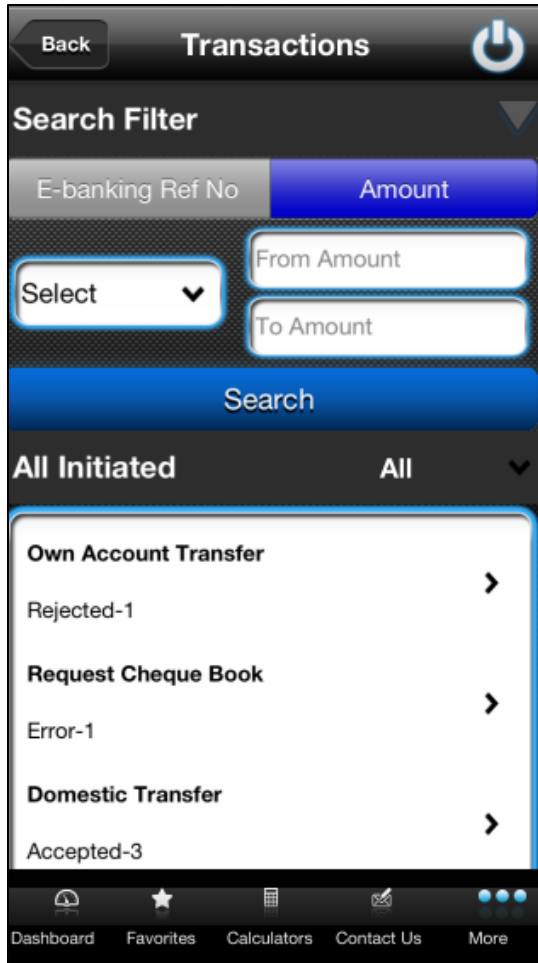 Back
Transactions
Search Filter
E-banking Ref No
Amount
Select
From Amount
To Amount
Search
All Initiated
All
Own Account Transfer
Rejected-1
Request Cheque Book
Error-1
Domestic Transfer
Accepted-3
Dashboard
Favorites
Calculators
Contact Us
More